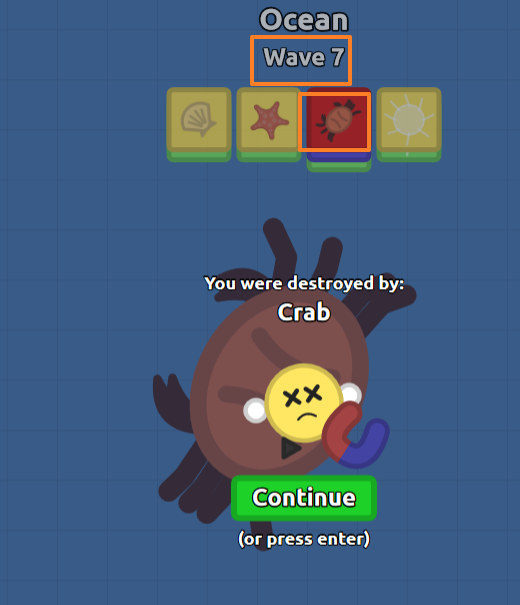 Ocean
Wave 7
You were destroyed by:
Crab
Continue
(or press enter)